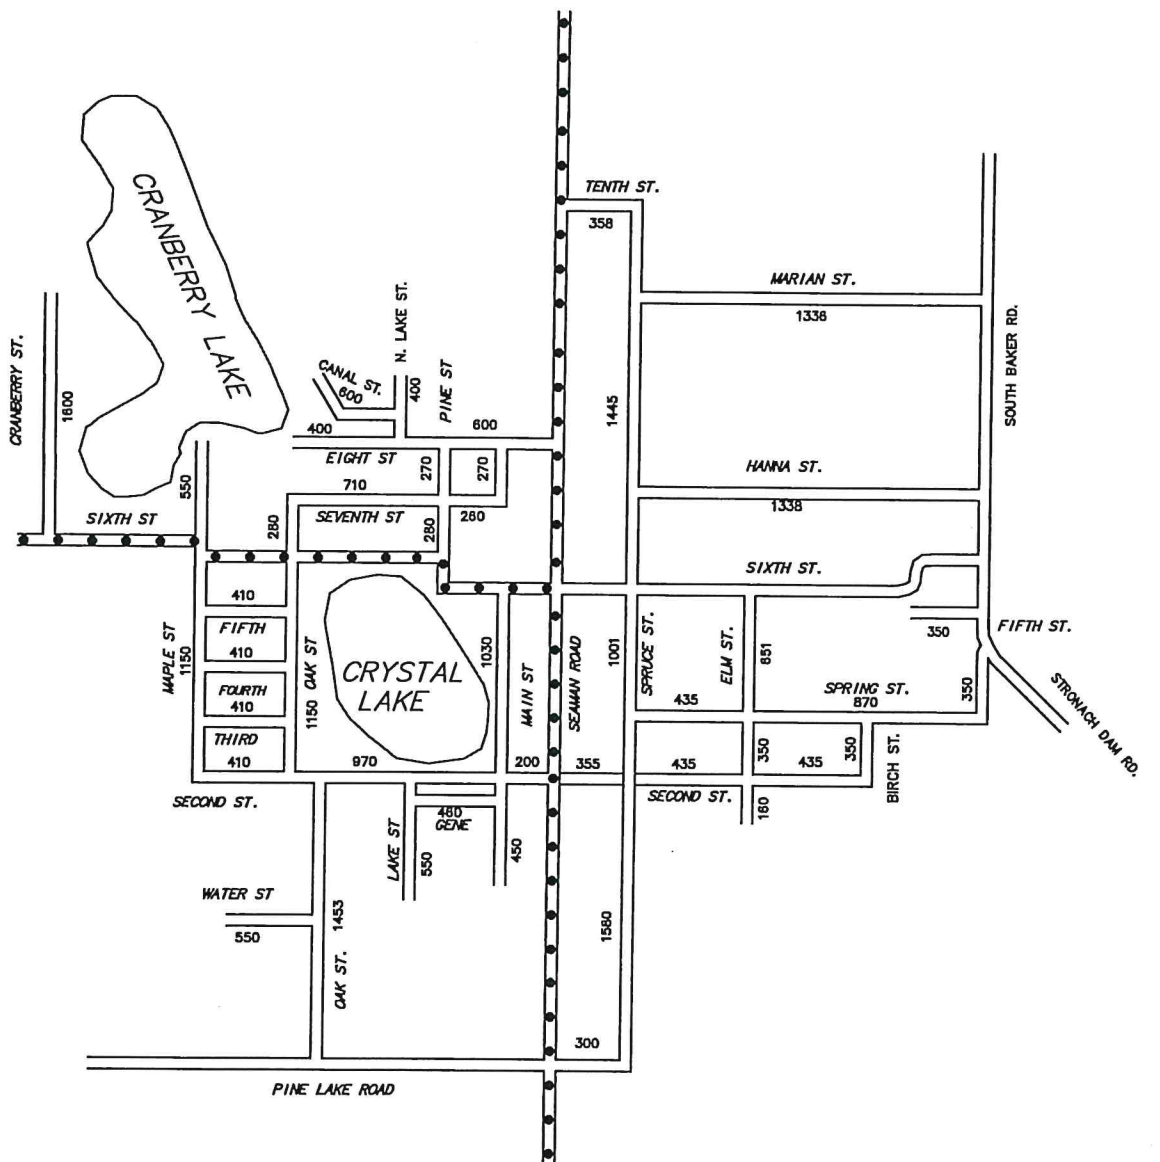 TENTH ST.
358
MARIAN ST.
1336
CRANBERRY LAKE
CRANBERRY ST.
1600
N. LAKE ST.
400
CANAL ST.
600
PINE ST
600
400
1445
SOUTH BAKER RD.
EIGHT ST
270
270
710
HANNA ST.
1338
550
SIXTH ST
280
SEVENTH ST
280
260
SIXTH ST.
410
FIFTH
410
MAPLE ST
1150
FOURTH
410
THIRD
410
1150
OAK ST
CRYSTAL
LAKE
1030
MAIN ST
SEAMAN ROAD
1001
SPRUCE ST.
ELM ST.
651
350
FIFTH ST.
SPRING ST.
870
350
STRONACH DAM RD.
435
970
200
355
435
350
435
350
BIRCH ST.
SECOND ST.
SECOND ST.
160
460
GENE
LAKE ST
550
450
WATER ST
550
1453
OAK ST.
1580
300
PINE LAKE ROAD